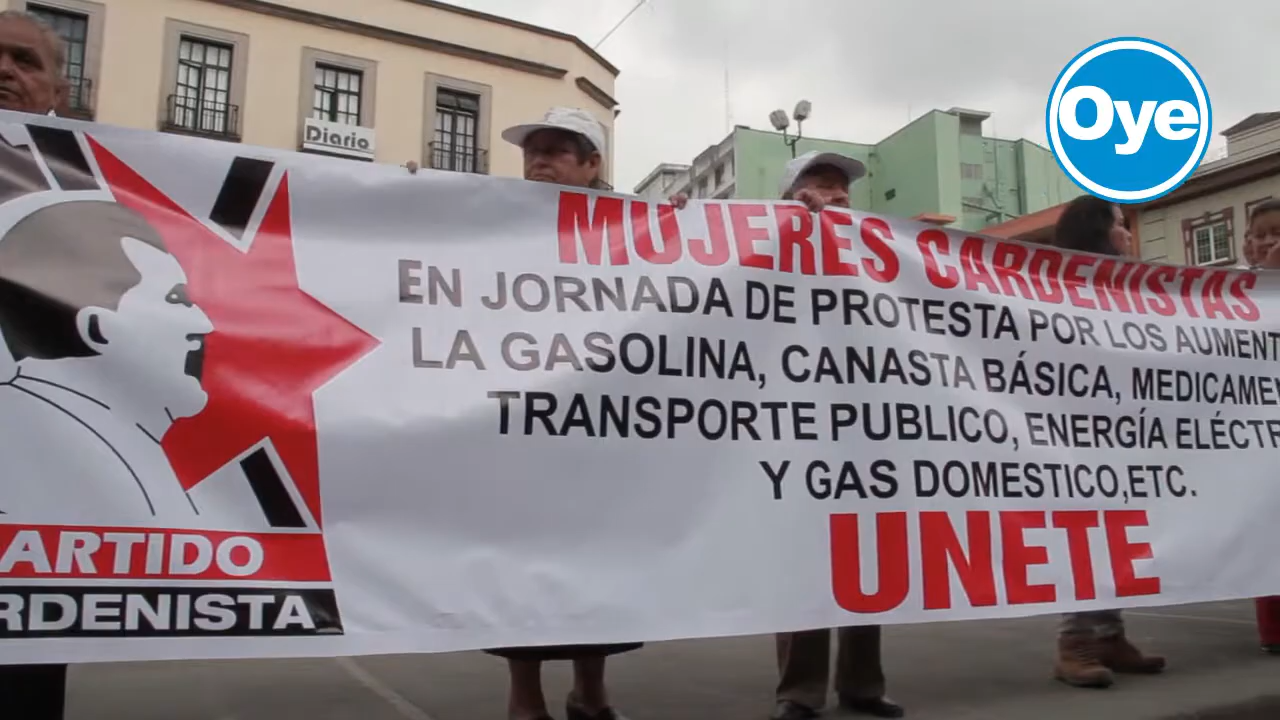 Oye
Diario
MUJERES CARDENISTAS
EN JORNADA DE PROTESTA POR LOS AUMENT
LA GASOLINA, CANASTA BÁSICA, MEDICAME
TRANSPORTE PUBLICO, ENERGÍA ELÉCTR
Y GAS DOMESTICO,ETC.
UNETE
ARTIDO
RDENISTA